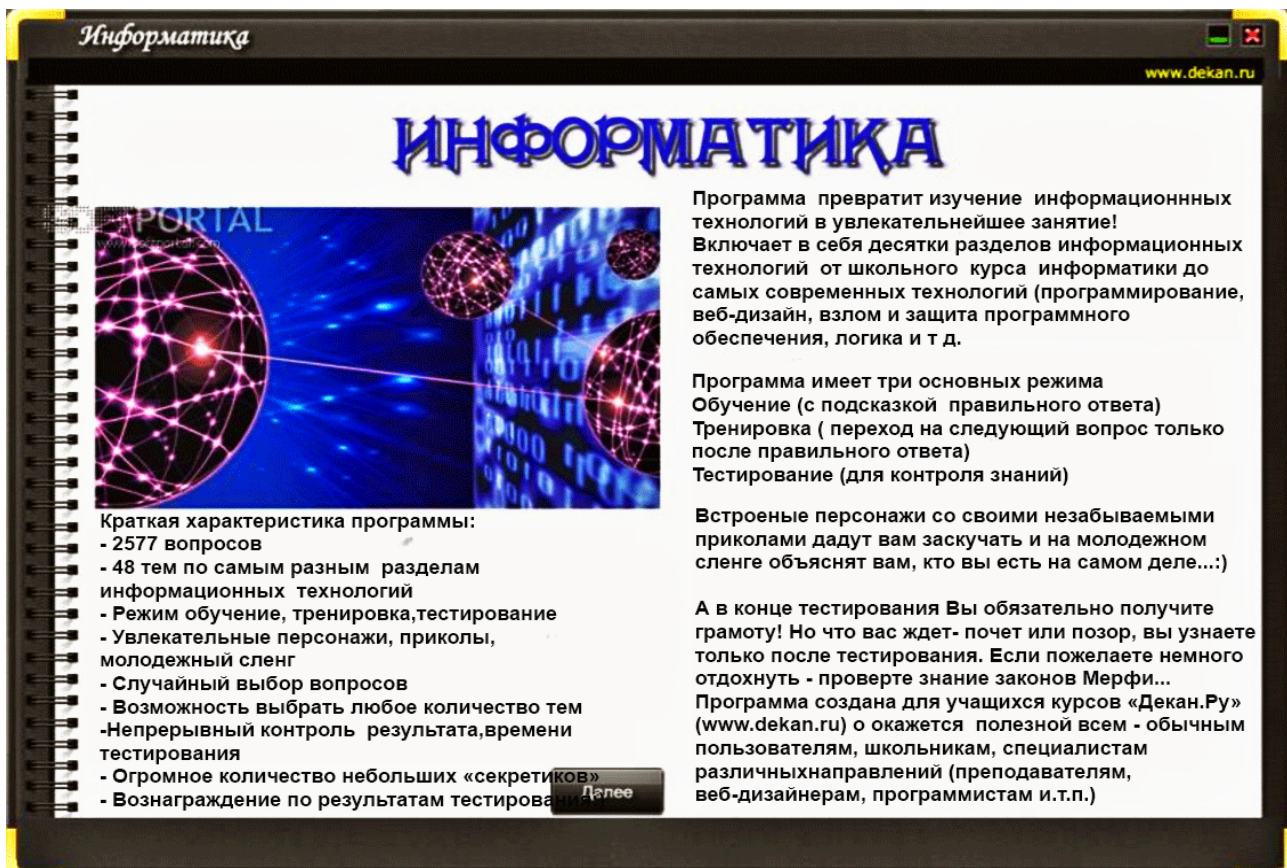 Информатика
www.dekan.ru
ИНФОРМАТИКА
PORTAL
Краткая характеристика программы:
- 2577 вопросов
- 48 тем по самым разным разделам
информационных технологий
- Режим обучение, тренировка,тестирование
- Увлекательные персонажи, приколы,
молодежный сленг
- Случайный выбор вопросов
- Возможность выбрать любое количество тем
-Непрерывный контроль результата,времени
тестирования
- Огромное количество небольших «секретиков»
- Вознаграждение по результатам тестирования
Далее
Программа превратит изучение информационнных
технологий в увлекательнейшее занятие!
Включает в себя десятки разделов информационных
технологий от школьного курса информатики до
самых современных технологий (программирование,
веб-дизайн, взлом и защита программного
обеспечения, логика и т д.
Программа имеет три основных режима
Обучение (с подсказкой правильного ответа)
Тренировка ( переход на следующий вопрос только
после правильного ответа)
Тестирование (для контроля знаний)
Встроеные персонажи со своими незабываемыми
приколами дадут вам заскучать и на молодежном
сленге объяснят вам, кто вы есть на самом деле...:)
А в конце тестирования Вы обязательно получите
грамоту! Но что вас ждет- почет или позор, вы узнаете
только после тестирования. Если пожелаете немного
отдохнуть - проверте знание законов Мерфи...
Программа создана для учащихся курсов «Декан.Ру»
(www.dekan.ru) о окажется полезной всем - обычным
пользователям, школьникам, специалистам
различныхнаправлений (преподавателям,
веб-дизайнерам, программистам и.т.п.)